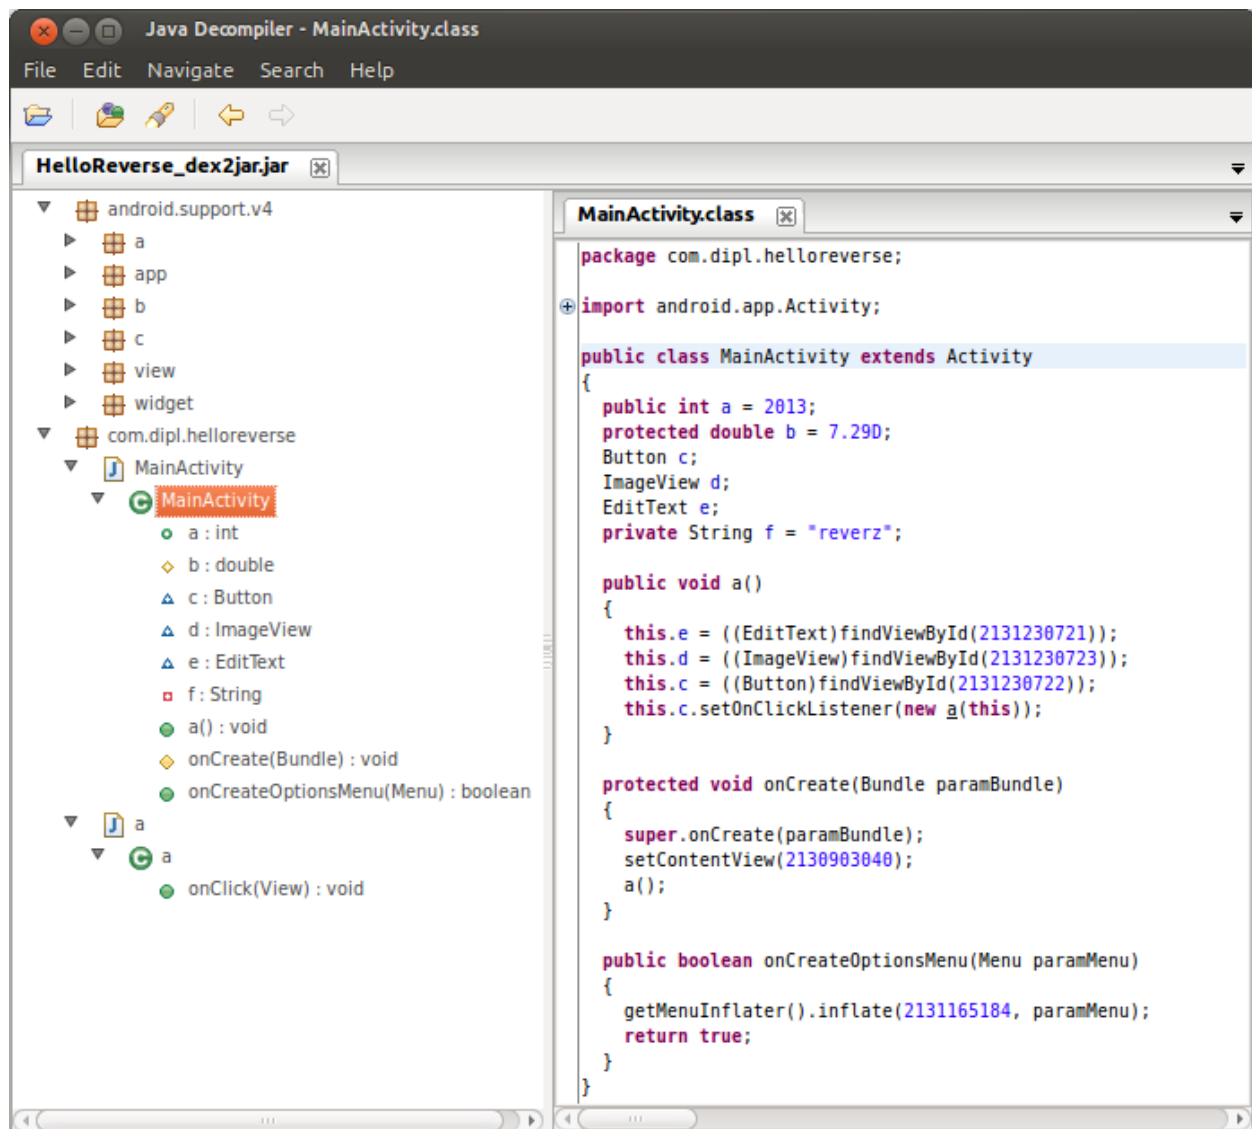 Java Decompiler - MainActivity.class
File Edit Navigate Search Help
HelloReverse_dex2jar.jar
android.support.v4
a
app
b
c
view
widget
com.dipl.helloreverse
MainActivity
MainActivity
a : int
b : double
c : Button
d : ImageView
e : EditText
f : String
a() : void
onCreate(Bundle) : void
onCreateOptionsMenu(Menu) : boolean
a
a
onClick(View) : void
MainActivity.class
package com.dipl.helloreverse;
import android.app.Activity;
public class MainActivity extends Activity
{
public int a = 2013;
protected double b = 7.29D;
Button c;
ImageView d;
EditText e;
private String f = "reverz";
public void a()
{
this.e = ((EditText)findViewById(2131230721));
this.d = ((ImageView)findViewById(2131230723));
this.c = ((Button)findViewById(2131230722));
this.c.setOnClickListener(new a(this));
}
protected void onCreate(Bundle paramBundle)
{
super.onCreate(paramBundle);
setContentView(2130903040);
a();
}
public boolean onCreateOptionsMenu(Menu paramMenu)
{
getMenuInflater().inflate(2131165184, paramMenu);
return true;
}
}